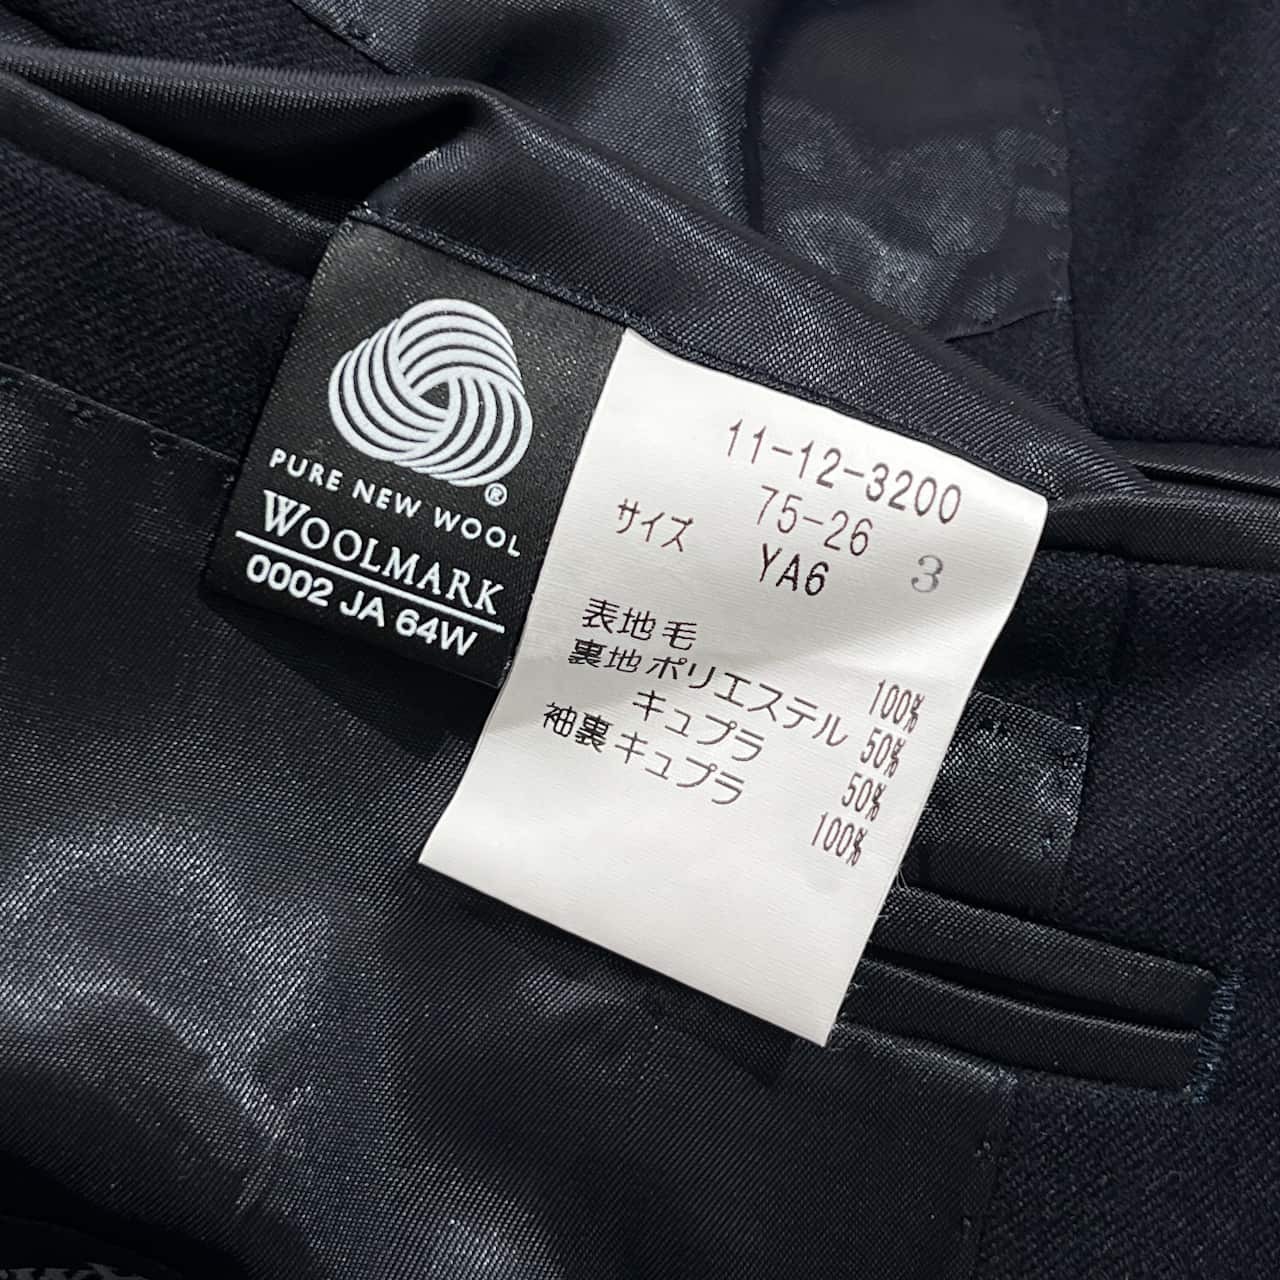 PURE NEW WOOL
WOOLMARK
0002 JA 64W
11-12-3200
75-26
サイズ YA6 3
表地 毛 100%
裏地 ポリエステル 50%
キュプラ 50%
袖裏 キュプラ 100%